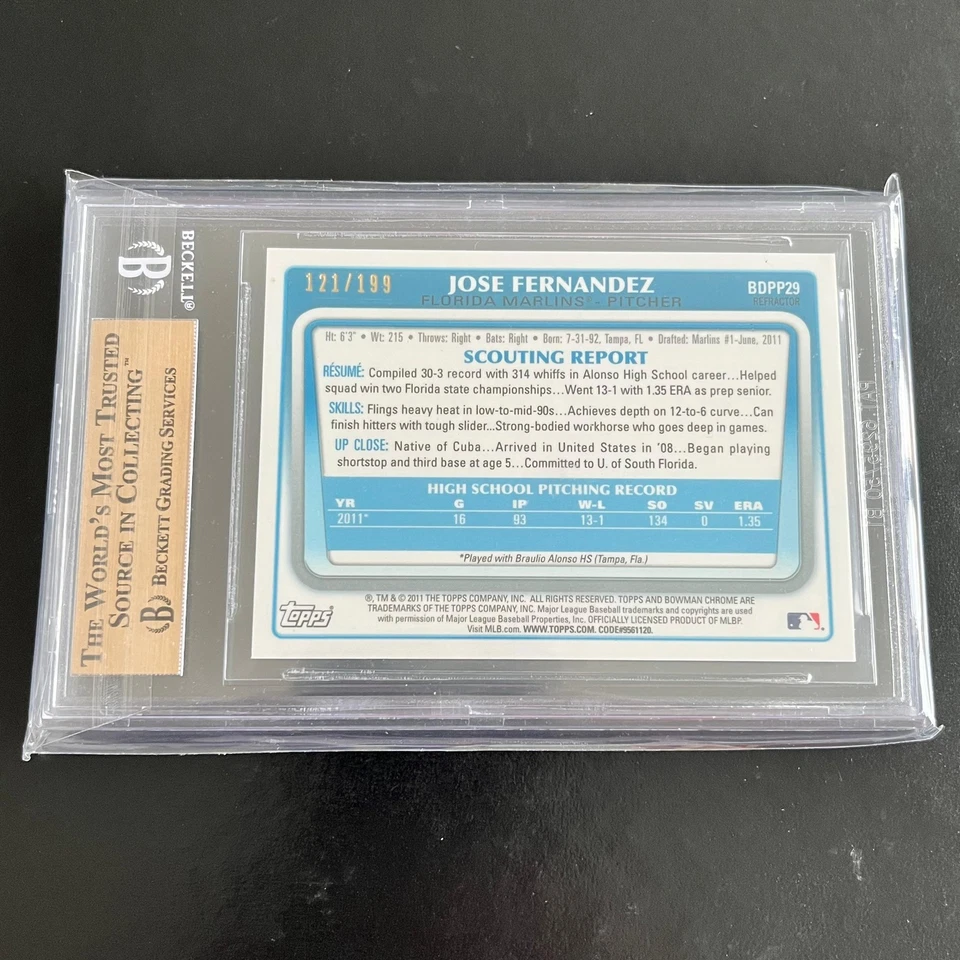 BECKETT®
B
THE WORLD'S MOST TRUSTED
SOURCE IN COLLECTING™
B BECKETT GRADING SERVICES
121/199
JOSE FERNANDEZ
FLORIDA MARLINS® - PITCHER
BDPP29
REFRACTOR
Ht: 6'3" • Wt: 215 • Throws: Right • Bats: Right • Born: 7-31-92, Tampa, FL • Drafted: Marlins #1-June, 2011
SCOUTING REPORT
RÉSUMÉ: Compiled 30-3 record with 314 whiffs in Alonso High School career...Helped
squad win two Florida state championships...Went 13-1 with 1.35 ERA as prep senior.
SKILLS: Flings heavy heat in low-to-mid-90s...Achieves depth on 12-to-6 curve...Can
finish hitters with tough slider...Strong-bodied workhorse who goes deep in games.
UP CLOSE: Native of Cuba...Arrived in United States in '08...Began playing
shortstop and third base at age 5...Committed to U. of South Florida.
HIGH SCHOOL PITCHING RECORD
YR G IP W-L SO SV ERA
2011* 16 93 13-1 134 0 1.35
*Played with Braulio Alonso HS (Tampa, Fla.)
®, TM & © 2011 THE TOPPS COMPANY, INC. ALL RIGHTS RESERVED. TOPPS AND BOWMAN CHROME ARE
TRADEMARKS OF THE TOPPS COMPANY, INC. Major League Baseball trademarks and copyrights are used
with permission of Major League Baseball Properties, Inc. OFFICIALLY LICENSED PRODUCT OF MLBP.
Visit MLB.com. WWW.TOPPS.COM. CODE#9561120.
TOPPS